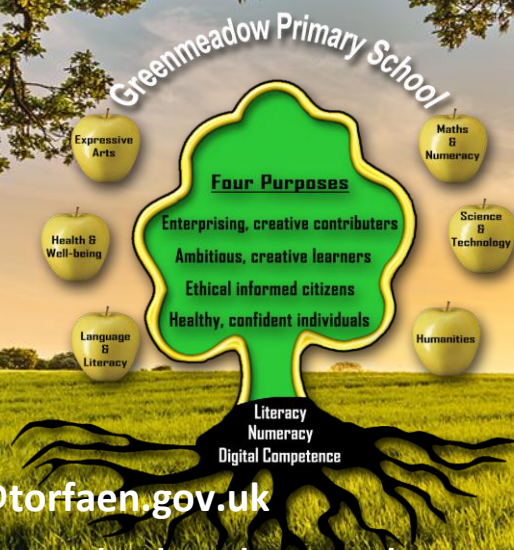 Greenmeadow Primary School
Expressive
Arts
Maths
&
Numeracy
Four Purposes
Enterprising, creative contributers
Ambitious, creative learners
Ethical informed citizens
Healthy, confident individuals
Health &
Well-being
Science
&
Technology
Language
&
Literacy
Humanities
Literacy
Numeracy
Digital Competence
torfaen.gov.uk